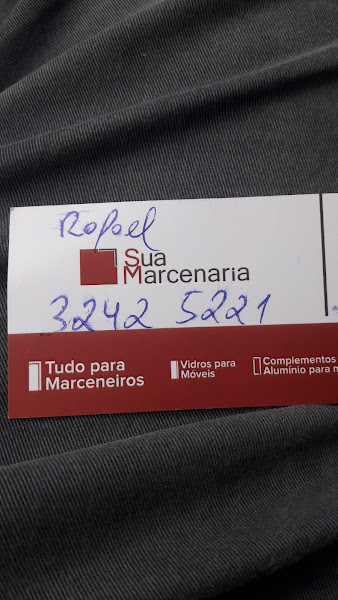 Rafael
Sua
Marcenaria
3242 5221
Tudo para
Marceneiros
Vidros para
Móveis
Complementos
Alumínio para